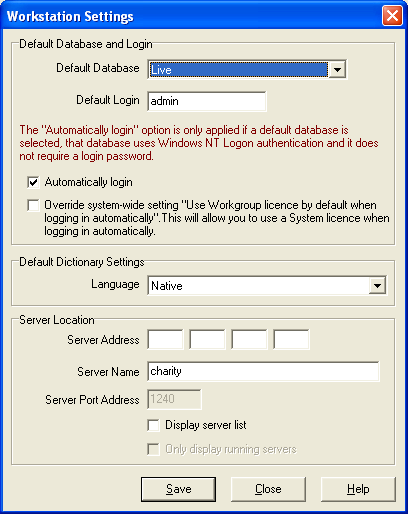 Workstation Settings
Default Database and Login
Default Database Live
Default Login admin
The "Automatically login" option is only applied if a default database is
selected, that database uses Windows NT Logon authentication and it does
not require a login password.
Automatically login
Override system-wide setting "Use Workgroup licence by default when
logging in automatically".This will allow you to use a System licence when
logging in automatically.
Default Dictionary Settings
Language Native
Server Location
Server Address
Server Name charity
Server Port Address 1240
Display server list
Only display running servers
Save Close Help